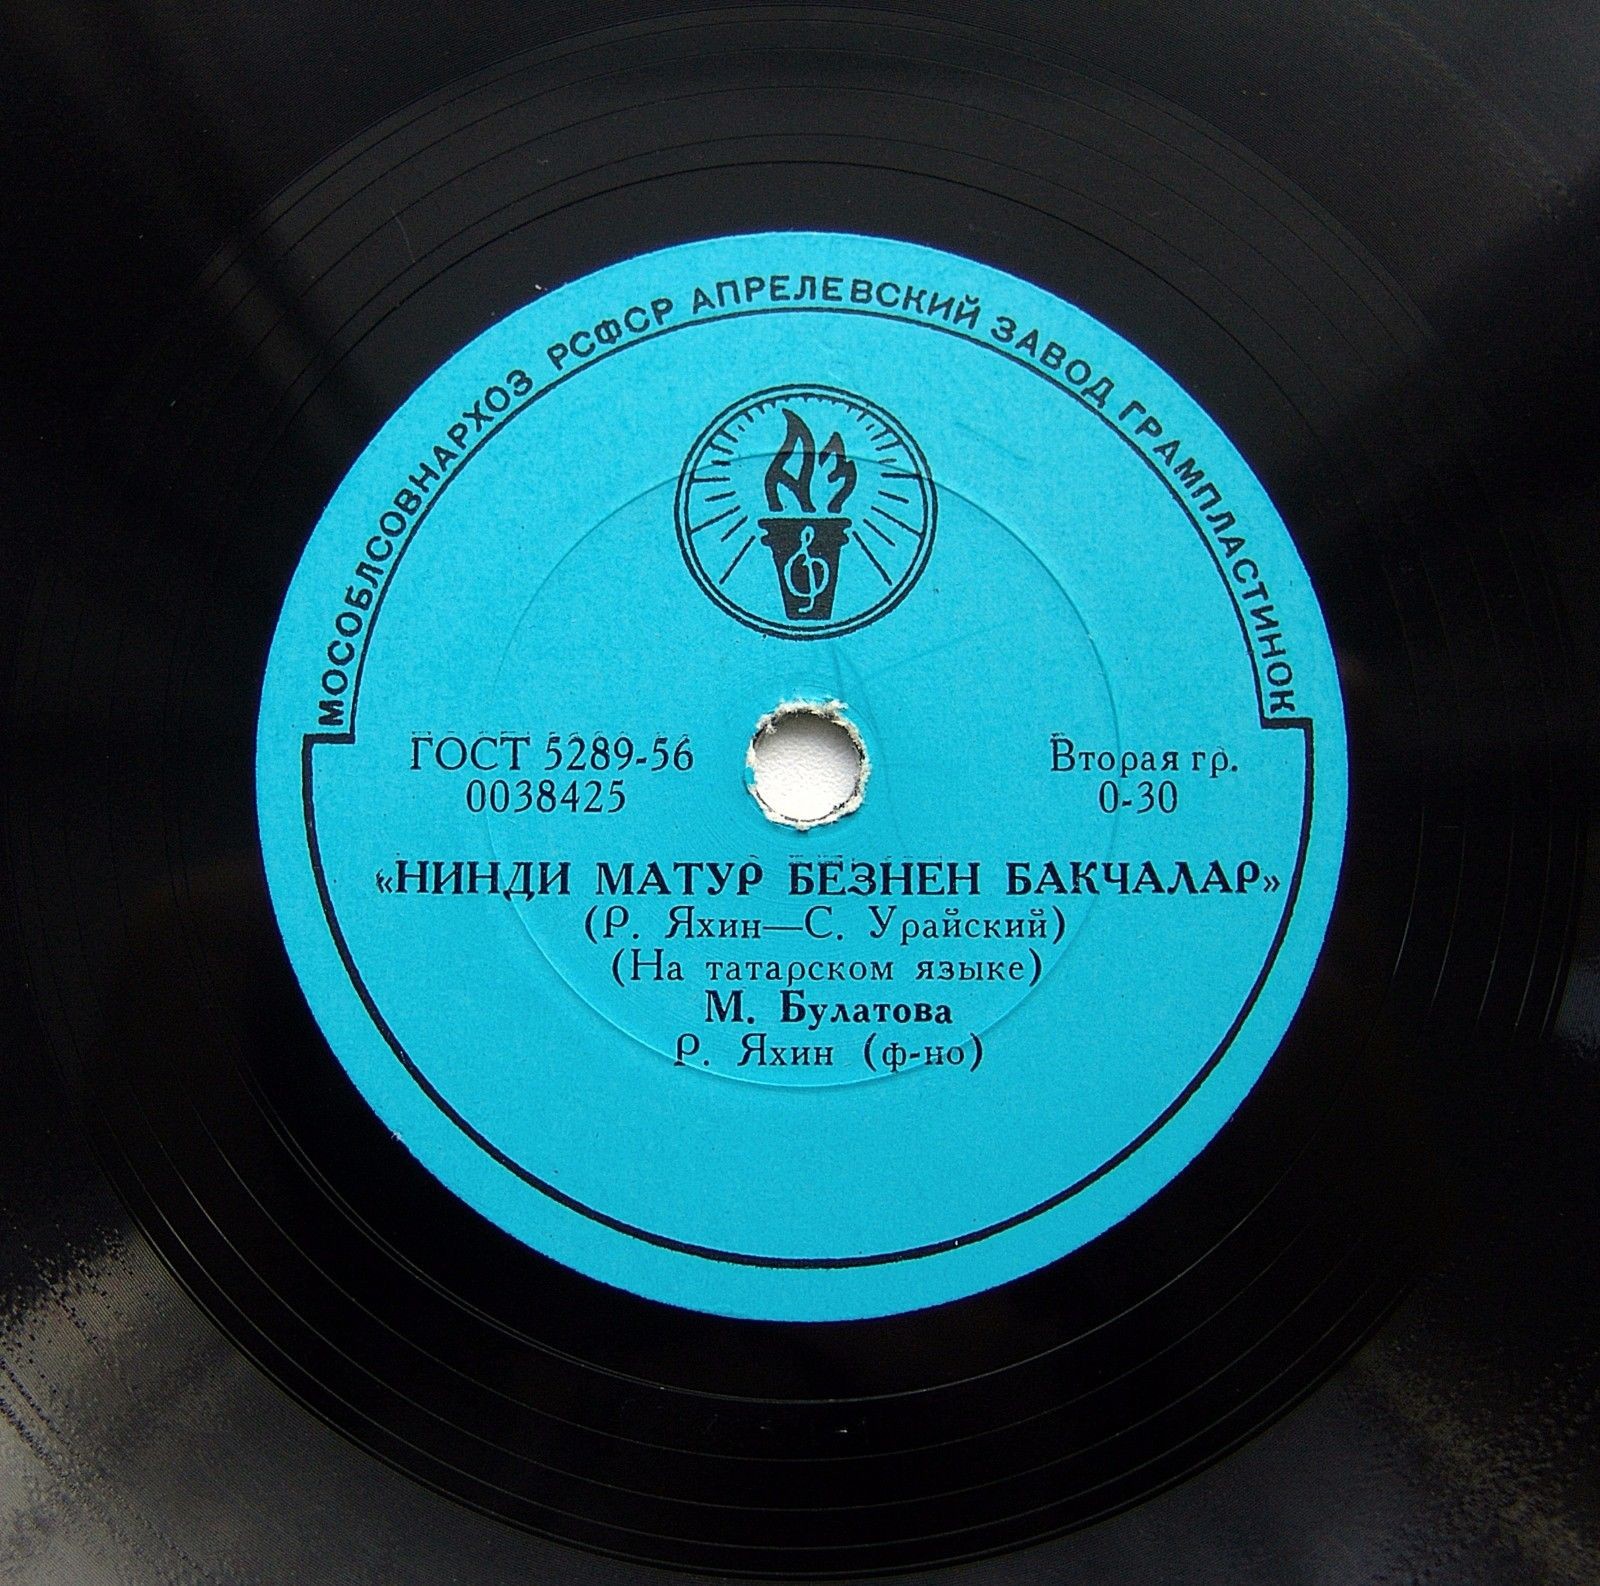 МОСОБЛСОВНАРХОЗ РСФСР АПРЕЛЕВСКИЙ ЗАВОД ГРАМПЛАСТИНОК
АЗ
ГОСТ 5289-56
0038425
Вторая гр.
0-30
«НИНДИ МАТУР БЕЗНЕН БАКЧАЛАР»
(Р. Яхин—С. Урайский)
(На татарском языке)
М. Булатова
Р. Яхин (ф-но)